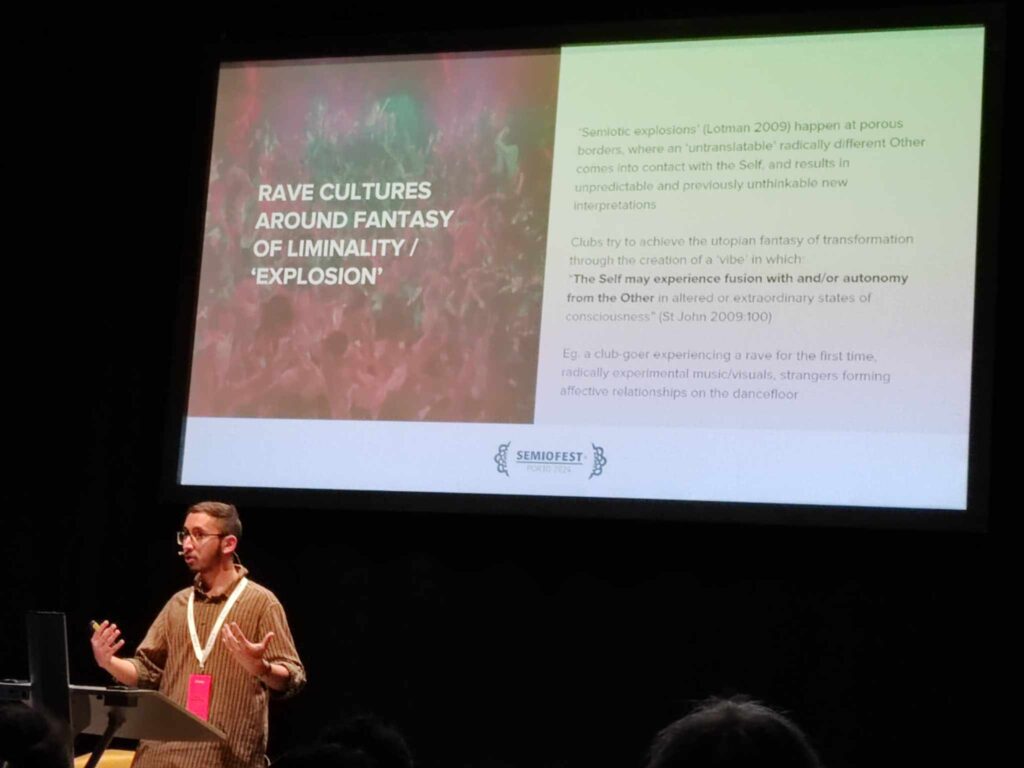 RAVE CULTURES
AROUND FANTASY
OF LIMINALITY /
‘EXPLOSION’
‘Semiotic explosions’ (Lotman 2009) happen at porous
borders, where an ‘untranslatable’ radically different Other
comes into contact with the Self, and results in
unpredictable and previously unthinkable new
interpretations
Clubs try to achieve the utopian fantasy of transformation
through the creation of a ‘vibe’ in which:
“The Self may experience fusion with and/or autonomy
from the Other in altered or extraordinary states of
consciousness” (St John 2009:100)
Eg. a club-goer experiencing a rave for the first time,
radically experimental music/visuals, strangers forming
affective relationships on the dancefloor
SEMIOFEST
PORTO 2024